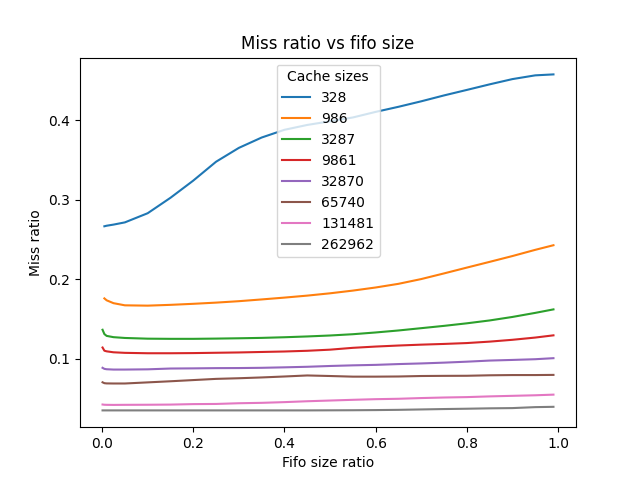 Miss ratio vs fifo size
Cache sizes
328
986
3287
9861
32870
65740
131481
262962
0.4
0.3
0.2
0.1
Miss ratio
0.0 0.2 0.4 0.6 0.8 1.0
Fifo size ratio